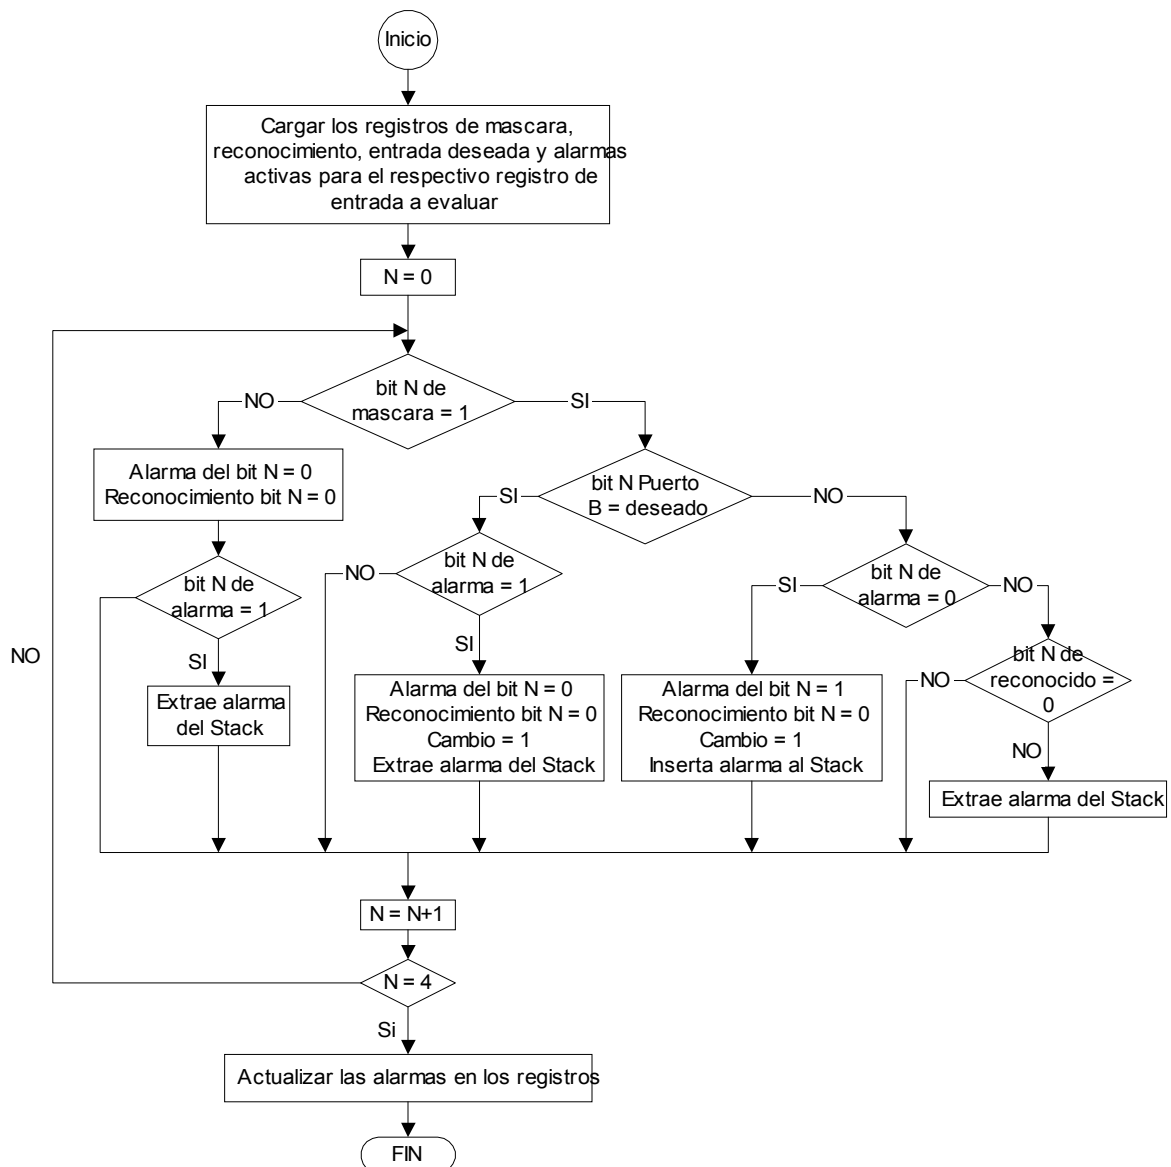 Inicio
Cargar los registros de mascara,
reconocimiento, entrada deseada y alarmas
activas para el respectivo registro de
entrada a evaluar
N = 0
bit N de
mascara = 1
NO
SI
Alarma del bit N = 0
Reconocimiento bit N = 0
bit N Puerto
B = deseado
SI
NO
bit N de
alarma = 1
SI
Extrae alarma
del Stack
bit N de
alarma = 1
NO
SI
Alarma del bit N = 0
Reconocimiento bit N = 0
Cambio = 1
Extrae alarma del Stack
bit N de
alarma = 0
SI
NO
Alarma del bit N = 1
Reconocimiento bit N = 0
Cambio = 1
Inserta alarma al Stack
bit N de
reconocido =
0
NO
NO
Extrae alarma del Stack
N = N+1
N = 4
NO
Si
Actualizar las alarmas en los registros
FIN